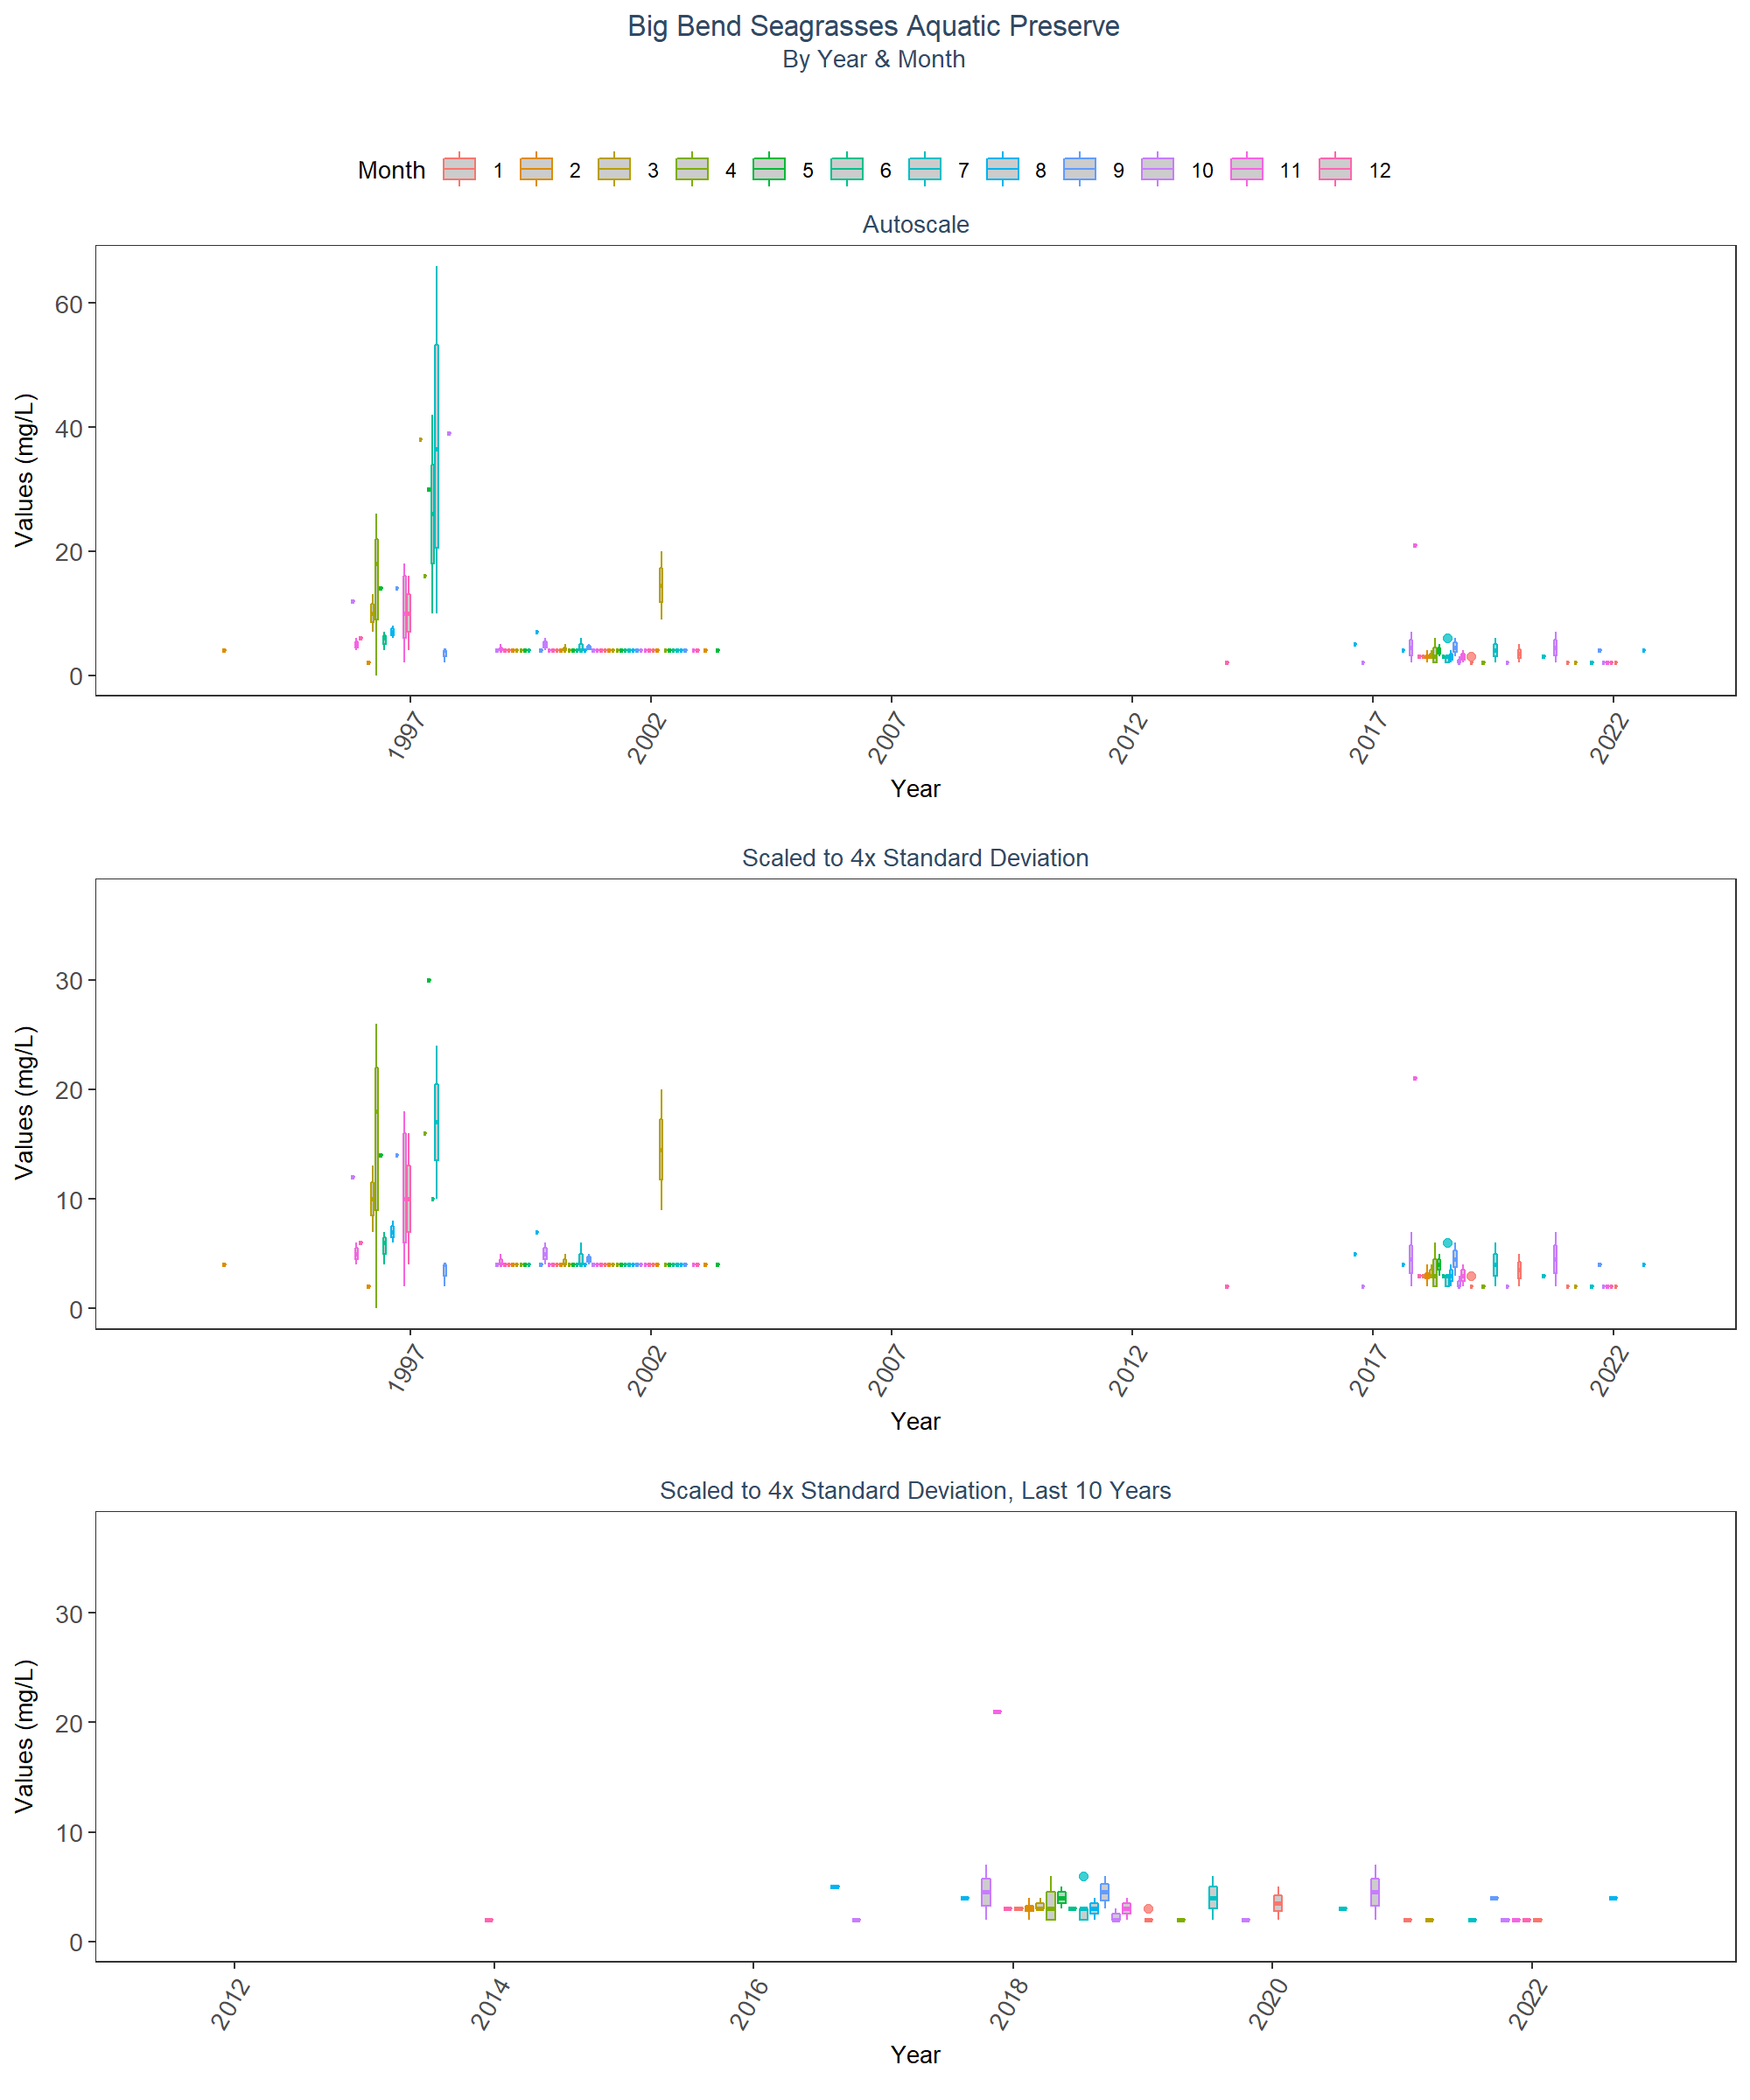 Big Bend Seagrasses Aquatic Preserve
By Year & Month
Month 1 2 3 4 5 6 7 8 9 10 11 12
Autoscale
Values (mg/L)
60
40
20
0
1997 2002 2007 2012 2017 2022
Year
Scaled to 4x Standard Deviation
Values (mg/L)
30
20
10
0
1997 2002 2007 2012 2017 2022
Year
Scaled to 4x Standard Deviation, Last 10 Years
Values (mg/L)
30
20
10
0
2012 2014 2016 2018 2020 2022
Year